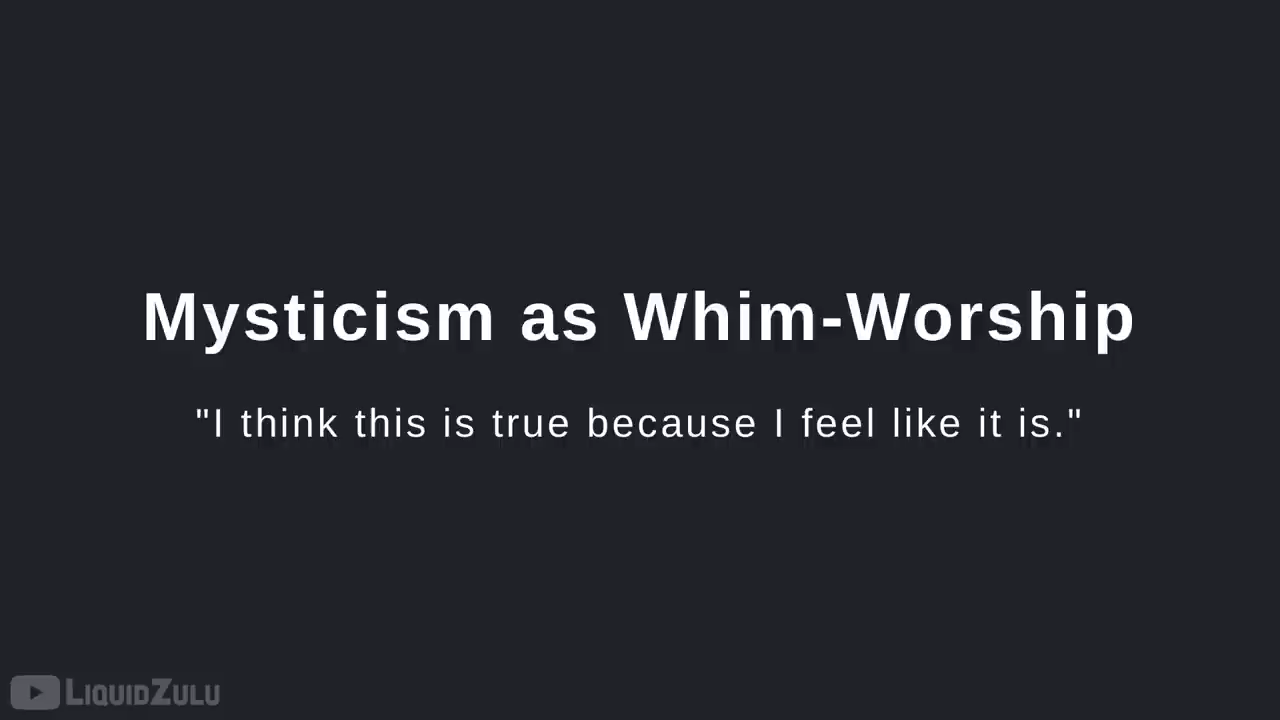 Mysticism as Whim-Worship
"I think this is true because I feel like it is."
LIQUIDZULU